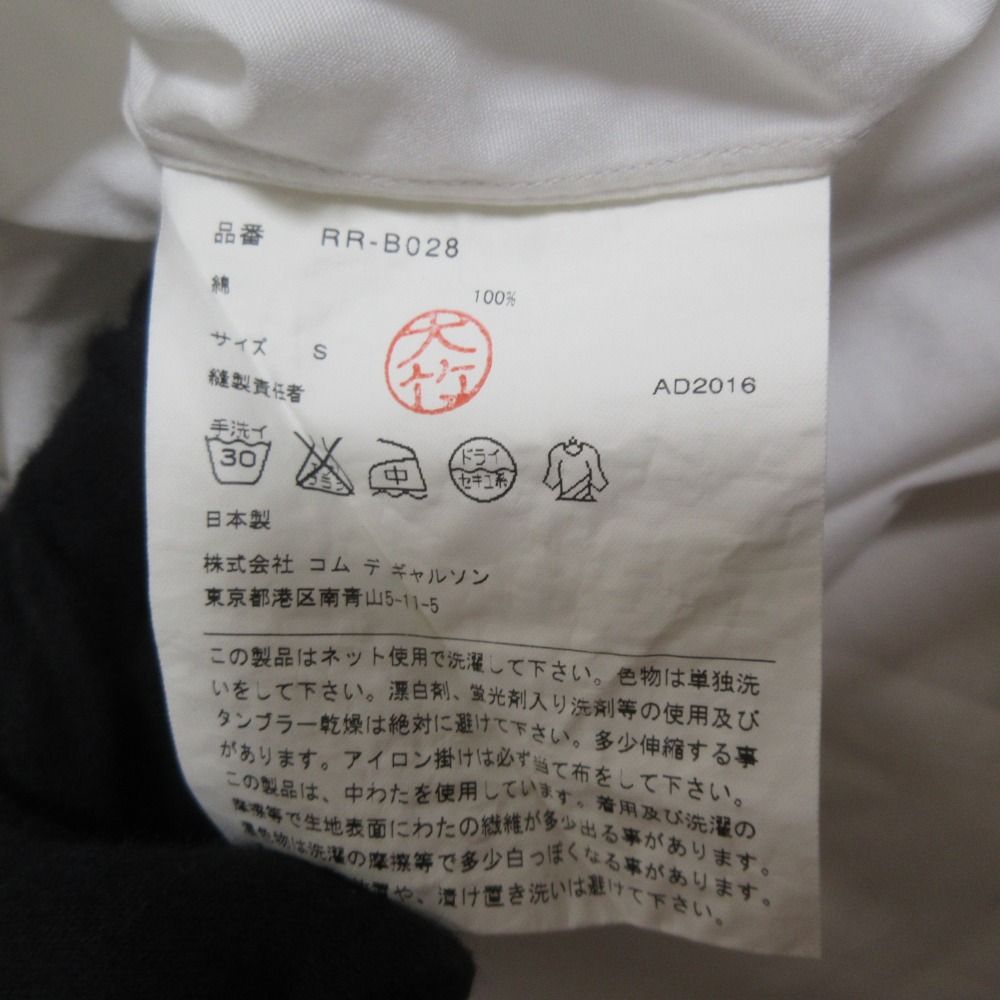 品番 RR-B028
綿 100%
サイズ S
大竹
縫製責任者 AD2016
手洗イ
30
エンソサラシ
中
ドライ
セキユ系
日本製
株式会社 コム デ ギャルソン
東京都港区南青山5-11-5
この製品はネット使用で洗濯して下さい。色物は単独洗
いをして下さい。漂白剤、蛍光剤入り洗剤等の使用及び
タンブラー乾燥は絶対に避けて下さい。多少伸縮する事
があります。アイロン掛けは必ず当て布をして下さい。
この製品は、中わたを使用しています。着用及び洗濯の
摩擦等で生地表面にわたの繊維が多少出る事があります。
濃色物は洗濯の摩擦等で多少白っぽくなる事があります。
や、漬け置き洗いは避けて下さい。